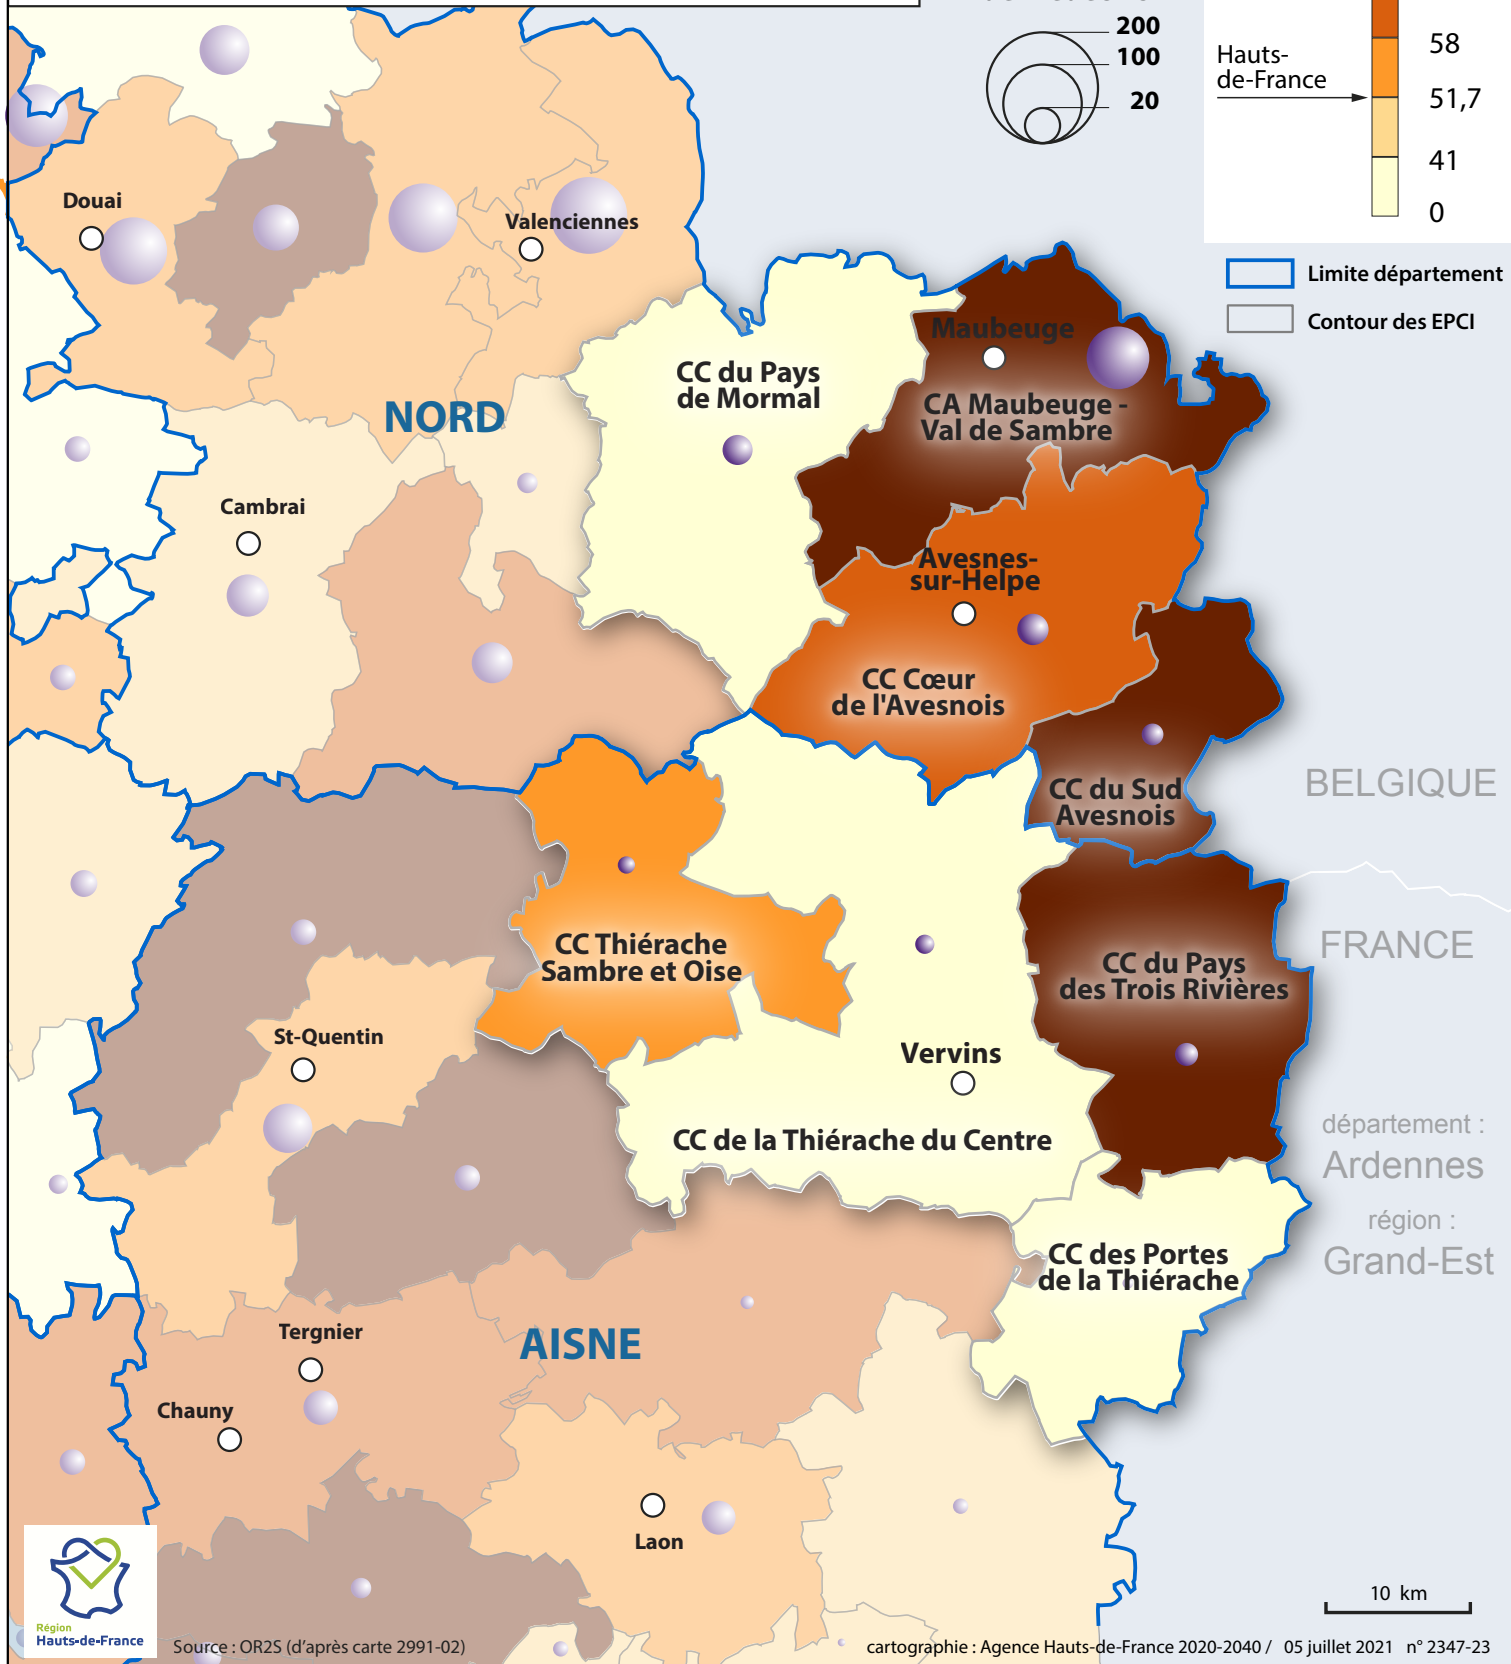 200
100
20
Hauts-
de-France
58
51,7
41
0
Limite département
Contour des EPCI
Douai
Valenciennes
Maubeuge
CC du Pays
de Mormal
CA Maubeuge -
Val de Sambre
NORD
Cambrai
Avesnes-
sur-Helpe
CC Cœur
de l'Avesnois
CC du Sud
Avesnois
BELGIQUE
FRANCE
CC Thiérache
Sambre et Oise
CC du Pays
des Trois Rivières
St-Quentin
Vervins
CC de la Thiérache du Centre
département :
Ardennes
région :
Grand-Est
CC des Portes
de la Thiérache
Tergnier
AISNE
Chauny
Laon
Région
Hauts-de-France
10 km
Source : OR2S (d'après carte 2991-02)
cartographie : Agence Hauts-de-France 2020-2040 / 05 juillet 2021 n° 2347-23